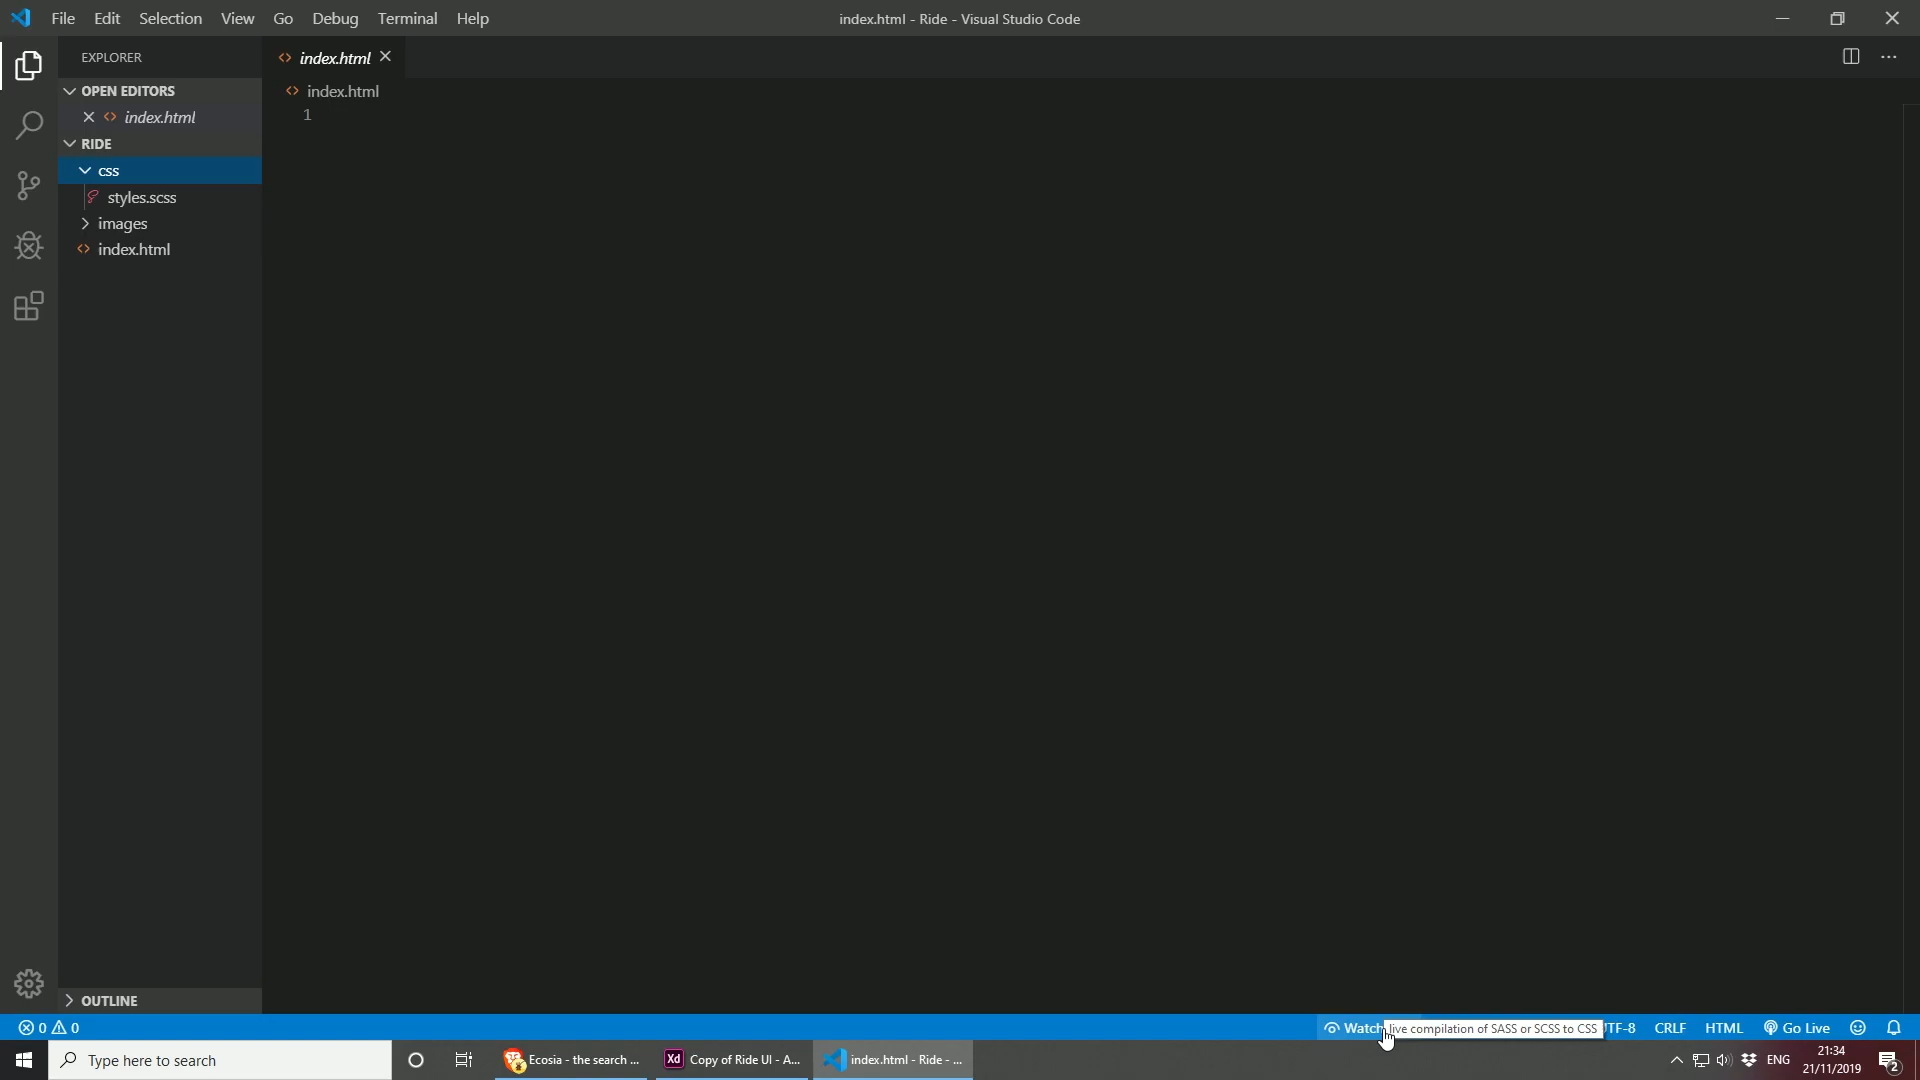 File Edit Selection View Go Debug Terminal Help
index.html - Ride - Visual Studio Code
EXPLORER
index.html
OPEN EDITORS
index.html
index.html
1
RIDE
css
styles.scss
images
index.html
OUTLINE
0 0
Watch
live compilation of SASS or SCSS to CSS
TF-8 CRLF HTML Go Live
Type here to search
Ecosia - the search ...
Xd Copy of Ride UI - A...
index.html - Ride - ...
ENG
21:34
21/11/2019
2